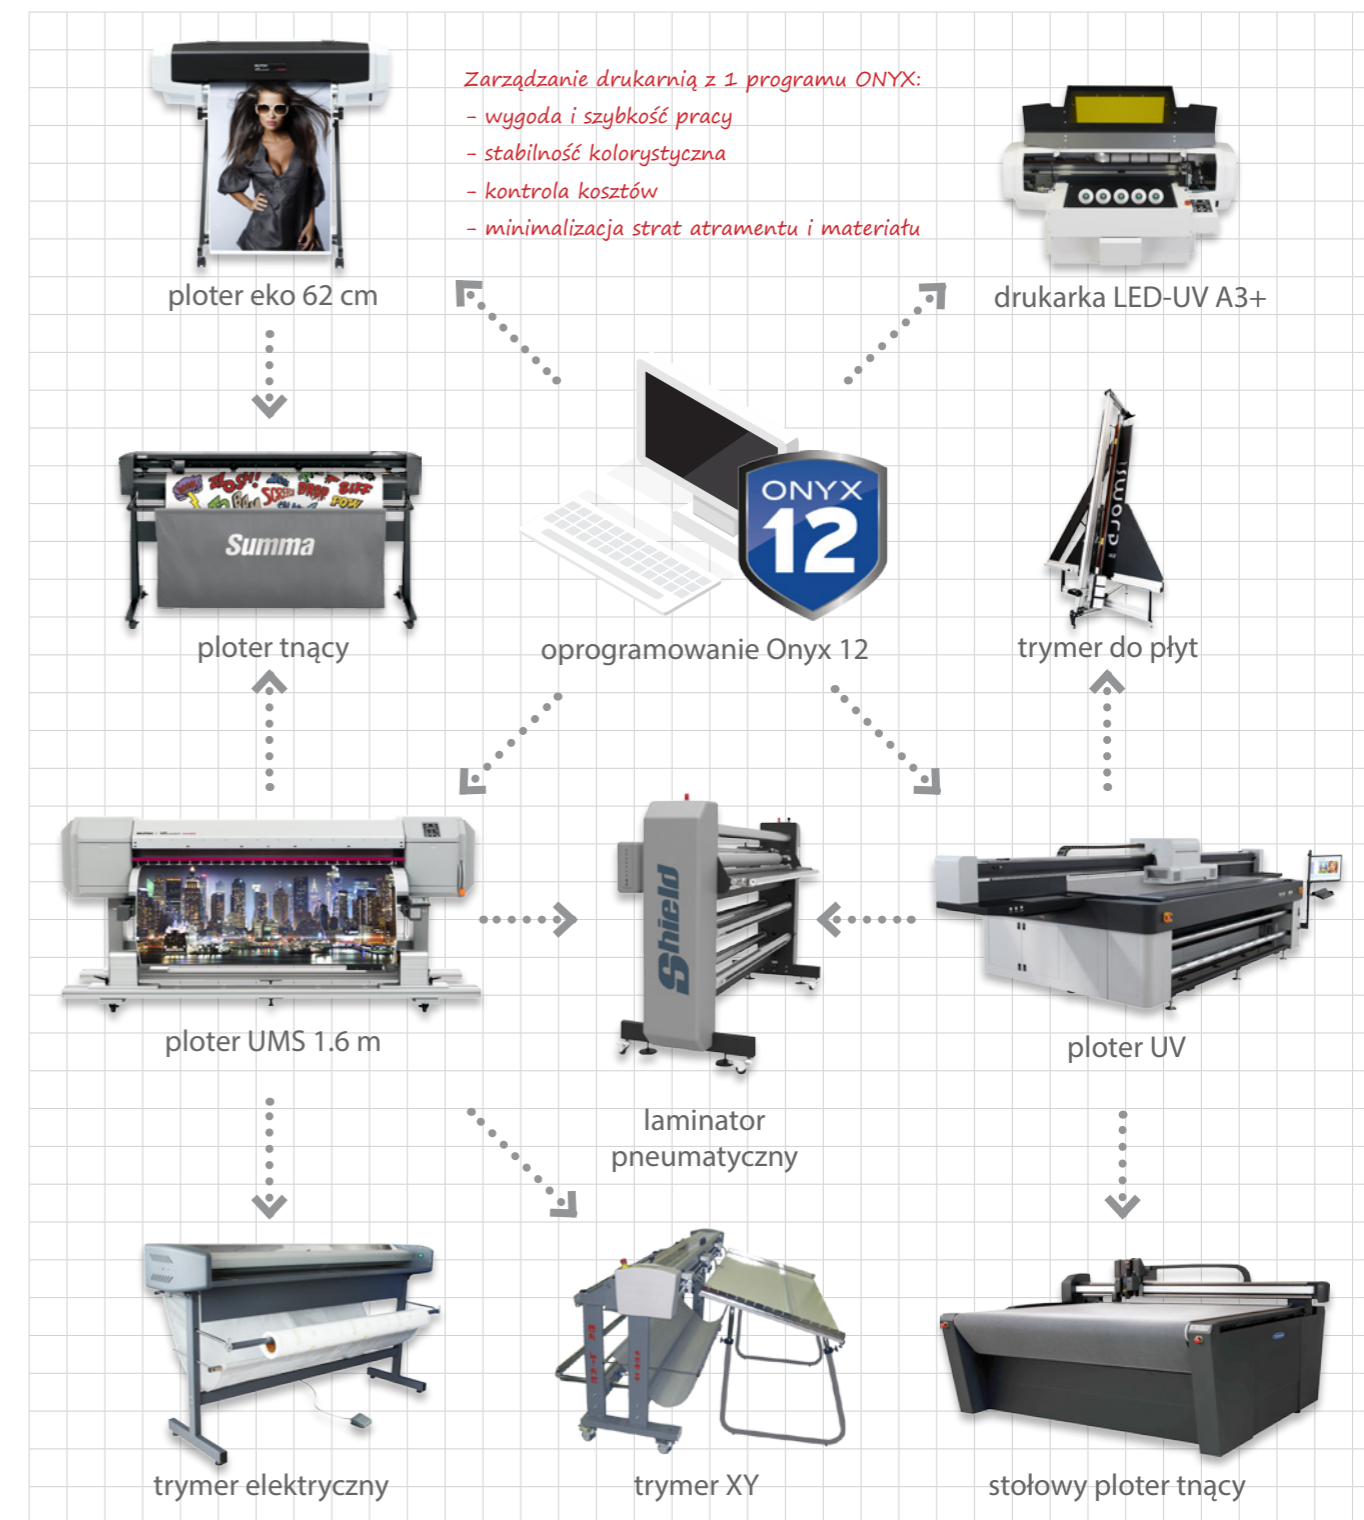 Zarządzanie drukarnią z 1 programu ONYX:
- wygoda i szybkość pracy
- stabilność kolorystyczna
- kontrola kosztów
- minimalizacja strat atramentu i materiału
ploter eko 62 cm
drukarka LED-UV A3+
ONYX
12
Summa
ploter tnący
oprogramowanie Onyx 12
trymer do płyt
Shield
ploter UMS 1.6 m
ploter UV
laminator
pneumatyczny
trymer elektryczny
trymer XY
stołowy ploter tnący